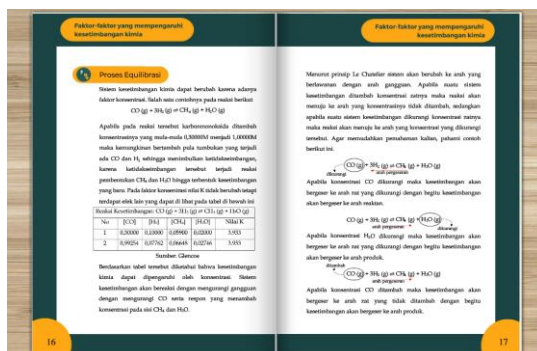 Faktor-faktor yang mempengaruhi
kesetimbangan kimia
Proses Equilibrasi
Sistem kesetimbangan kimia dapat berubah karena adanya
faktor konsentrasi. Salah satu contohnya pada reaksi berikut
CO (g) + 3H₂ (g) ⇌ CH₄ (g) + H₂O (g)
Apabila pada reaksi tersebut karbonmonoksida ditambah
konsentrasinya yang mula-mula 0,30000M menjadi 1,00000M
maka kemungkinan bertambah pula tumbukan yang terjadi
ada CO dan H₂ sehingga menimbulkan ketidakseimbangan,
karena ketidakseimbangan tersebut terjadi reaksi
pembentukan CH₄ dan H₂O hingga terbentuk kesetimbangan
yang baru. Pada faktor konsentrasi nilai K tidak berubah tetapi
terdapat efek lain yang dapat di lihat pada tabel di bawah ini
Reaksi Kesetimbangan: CO (g) + 3H₂ (g) ⇌ CH₄ (g) + H₂O (g)
No [CO] [H₂] [CH₄] [H₂O] Nilai K
1 0,30000 0,10000 0,05900 0,02000 3.933
2 0,99254 0,07762 0,06648 0,02746 3.933
Sumber. Glencoe
Berdasarkan tabel tersebut diketahui bahwa kesetimbangan
kimia dapat dipengaruhi oleh konsentrasi. Sistem
kesetimbangan akan bereaksi dengan mengurangi gangguan
dengan mengurangi CO serta respon yang menambah
konsentrasi pada sisi CH₄ dan H₂O.
16
Faktor-faktor yang mempengaruhi
kesetimbangan kimia
Menurut prinsip Le Chatelier sistem akan berubah ke arah yang
berlawanan dengan arah gangguan. Apabila suatu sistem
kesetimbangan ditambah konsentrasi zatnya maka reaksi akan
menuju ke arah yang konsentrasinya tidak ditambah, sedangkan
apabila suatu sistem kesetimbangan dikurangi konsentrasi zatnya
maka reaksi akan menuju ke arah yang konsentrasi yang dikurangi
tersebut. Agar memudahkan pemahaman kalian, pahami contoh
berikut ini.
CO (g) + 3H₂ (g) ⇌ CH₄ (g) + H₂O (g)
dikurangi arah pergeseran
Apabila konsentrasi CO dikurangi maka kesetimbangan akan
bergeser ke arah zat yang dikurangi dengan begitu kesetimbangan
akan bergeser ke arah reaktan.
CO (g) + 3H₂ (g) ⇌ CH₄ (g) + H₂O (g)
arah pergeseran dikurangi
Apabila konsentrasi H₂O dikurangi maka kesetimbangan akan
bergeser ke arah zat yang dikurangi dengan begitu kesetimbangan
akan bergeser ke arah produk.
ditambah
CO (g) + 3H₂ (g) ⇌ CH₄ (g) + H₂O (g)
arah pergeseran
Apabila konsentrasi CO ditambah maka kesetimbangan akan
bergeser ke arah zat yang tidak ditambah dengan begitu
kesetimbangan akan bergeser ke arah produk.
17